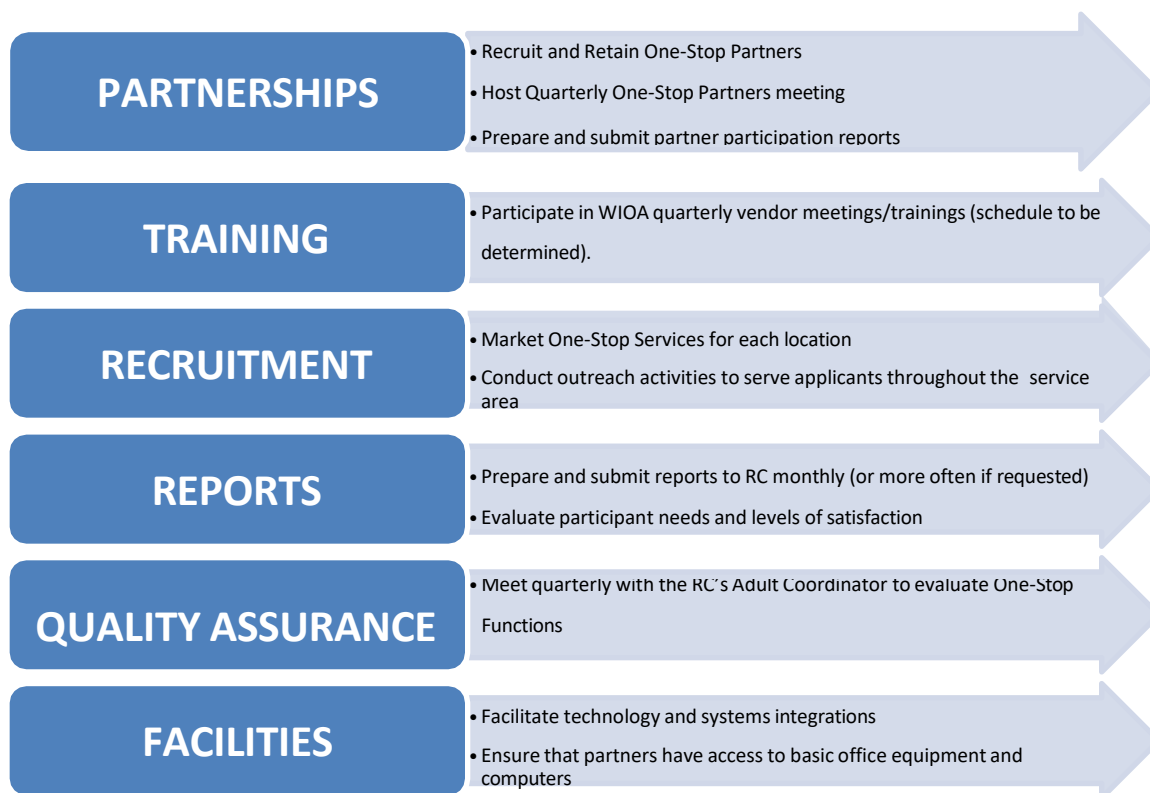 PARTNERSHIPS
• Recruit and Retain One-Stop Partners
• Host Quarterly One-Stop Partners meeting
• Prepare and submit partner participation reports
TRAINING
• Participate in WIOA quarterly vendor meetings/trainings (schedule to be
determined).
RECRUITMENT
• Market One-Stop Services for each location
• Conduct outreach activities to serve applicants throughout the service
area
REPORTS
• Prepare and submit reports to RC monthly (or more often if requested)
• Evaluate participant needs and levels of satisfaction
QUALITY ASSURANCE
• Meet quarterly with the RC's Adult Coordinator to evaluate One-Stop
Functions
FACILITIES
• Facilitate technology and systems integrations
• Ensure that partners have access to basic office equipment and
computers